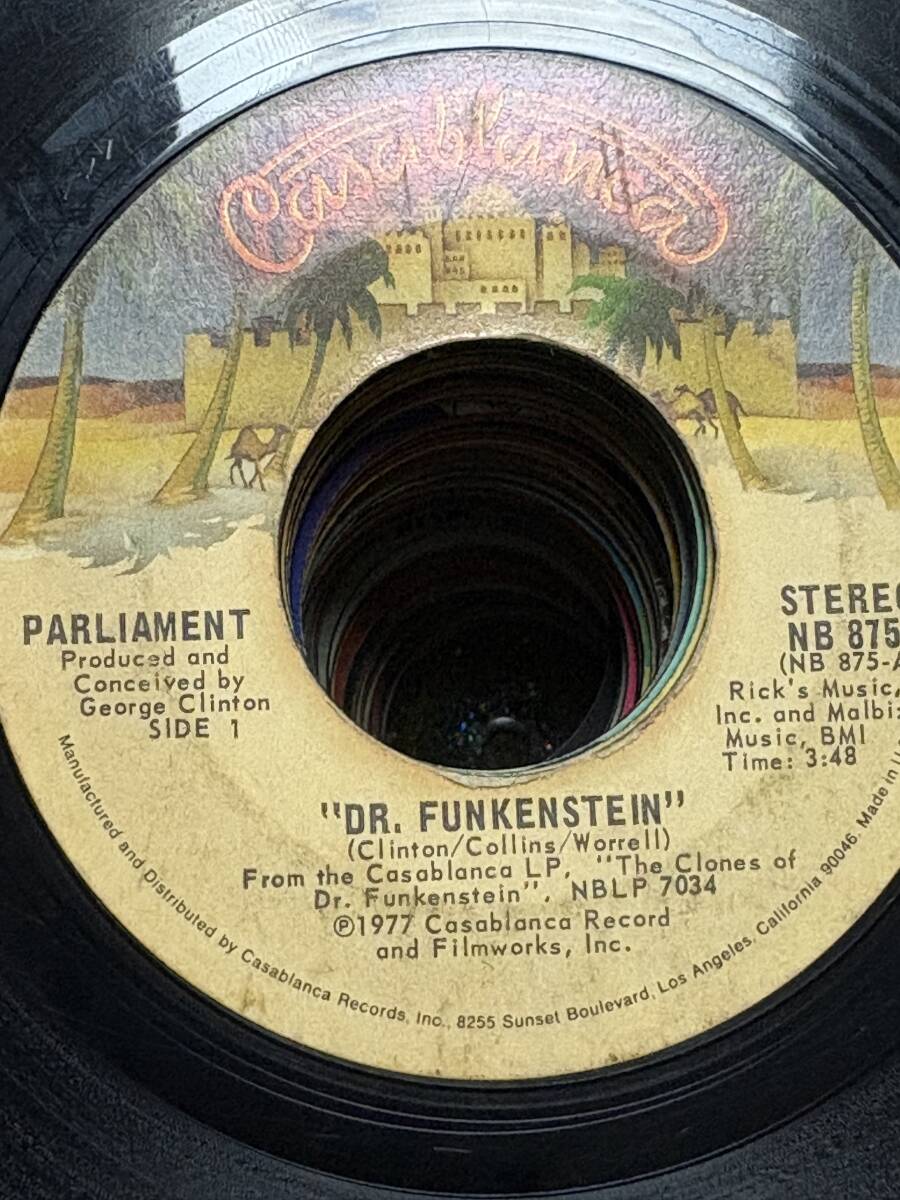 Casablanca
PARLIAMENT
Produced and
Conceived by
George Clinton
SIDE 1
STEREO
NB 875
(NB 875-A
Rick's Music,
Inc. and Malbiz
Music, BMI
Time: 3:48
"DR. FUNKENSTEIN"
(Clinton/Collins/Worrell)
From the Casablanca LP, "The Clones of
Dr. Funkenstein", NBLP 7034
Ⓟ1977 Casablanca Record
and Filmworks, Inc.
Manufactured and Distributed by Casablanca Records, Inc., 8255 Sunset Boulevard, Los Angeles, California 90046. Made in U.